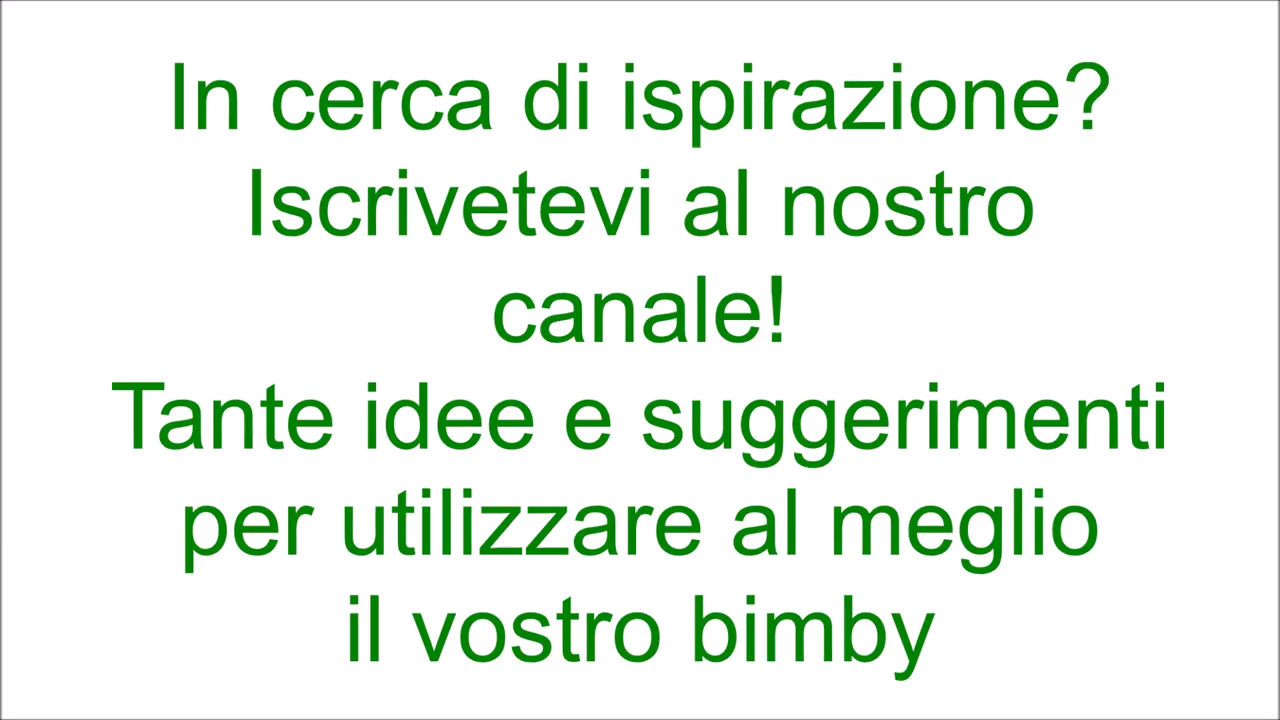 In cerca di ispirazione?
Iscrivetevi al nostro
canale!
Tante idee e suggerimenti
per utilizzare al meglio
il vostro bimby